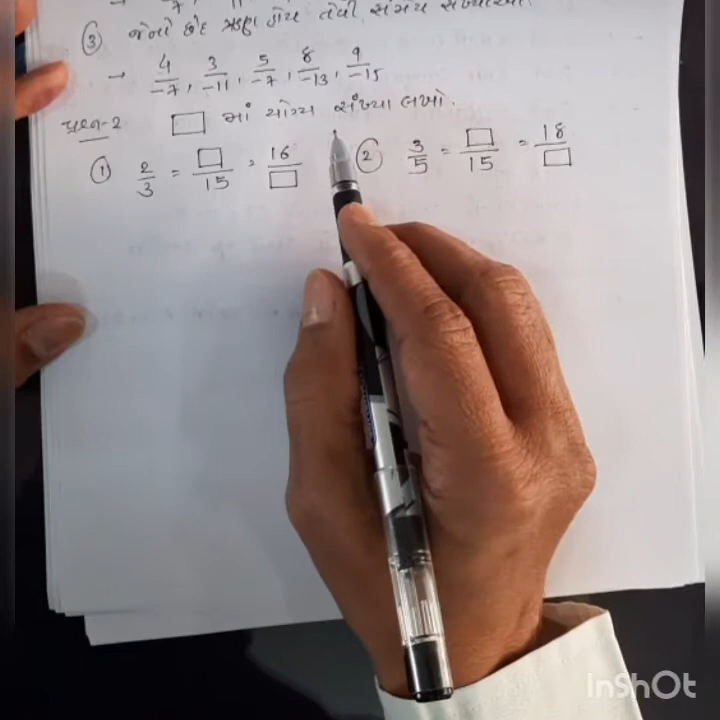 ③ જેનો છેદ ઋણ હોય તેવી સંમેય સંખ્યાઓ.
→ 4/-7, 3/-11, 5/-7, 8/-13, 9/-15
પ્રશ્ન-2 □ માં યોગ્ય સંખ્યા લખો.
① 2/3 = □/15 = 16/□ ② 3/5 = □/15 = 18/□
InShOt